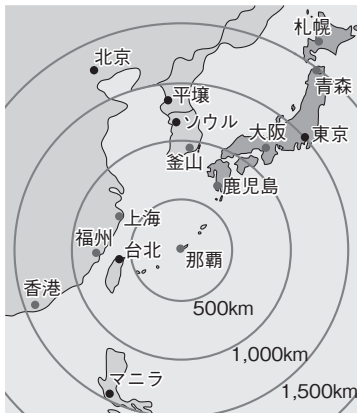 札幌
北京
青森
平壌
ソウル
大阪
東京
釜山
鹿児島
上海
福州
台北
那覇
香港
500km
1,000km
マニラ
1,500km